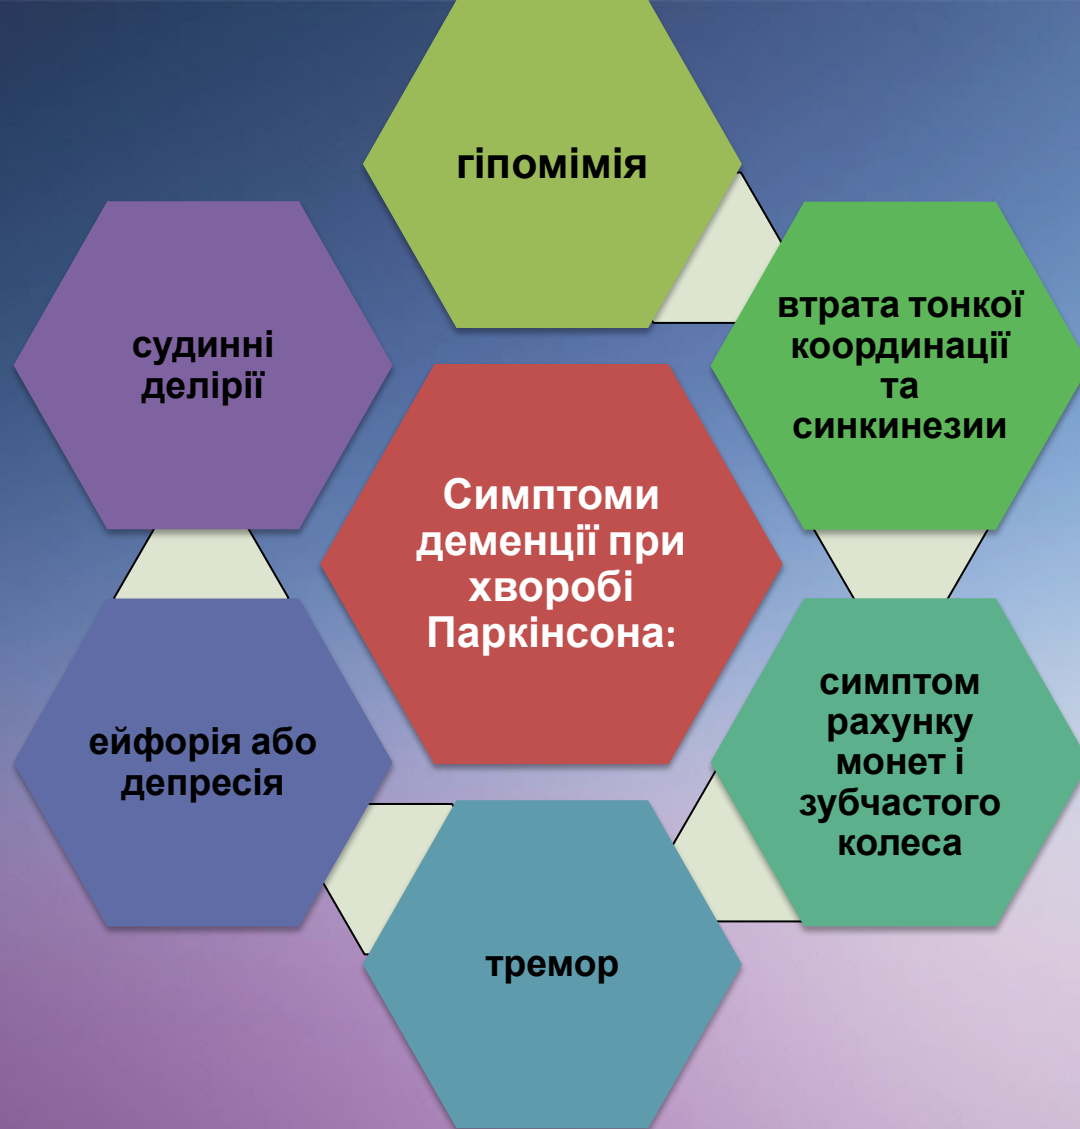 гіпомімія
втрата тонкої
координації
та
синкинезии
симптом
рахунку
монет і
зубчастого
колеса
тремор
ейфорія або
депресія
судинні
делірії
Симптоми
деменції при
хворобі
Паркінсона: